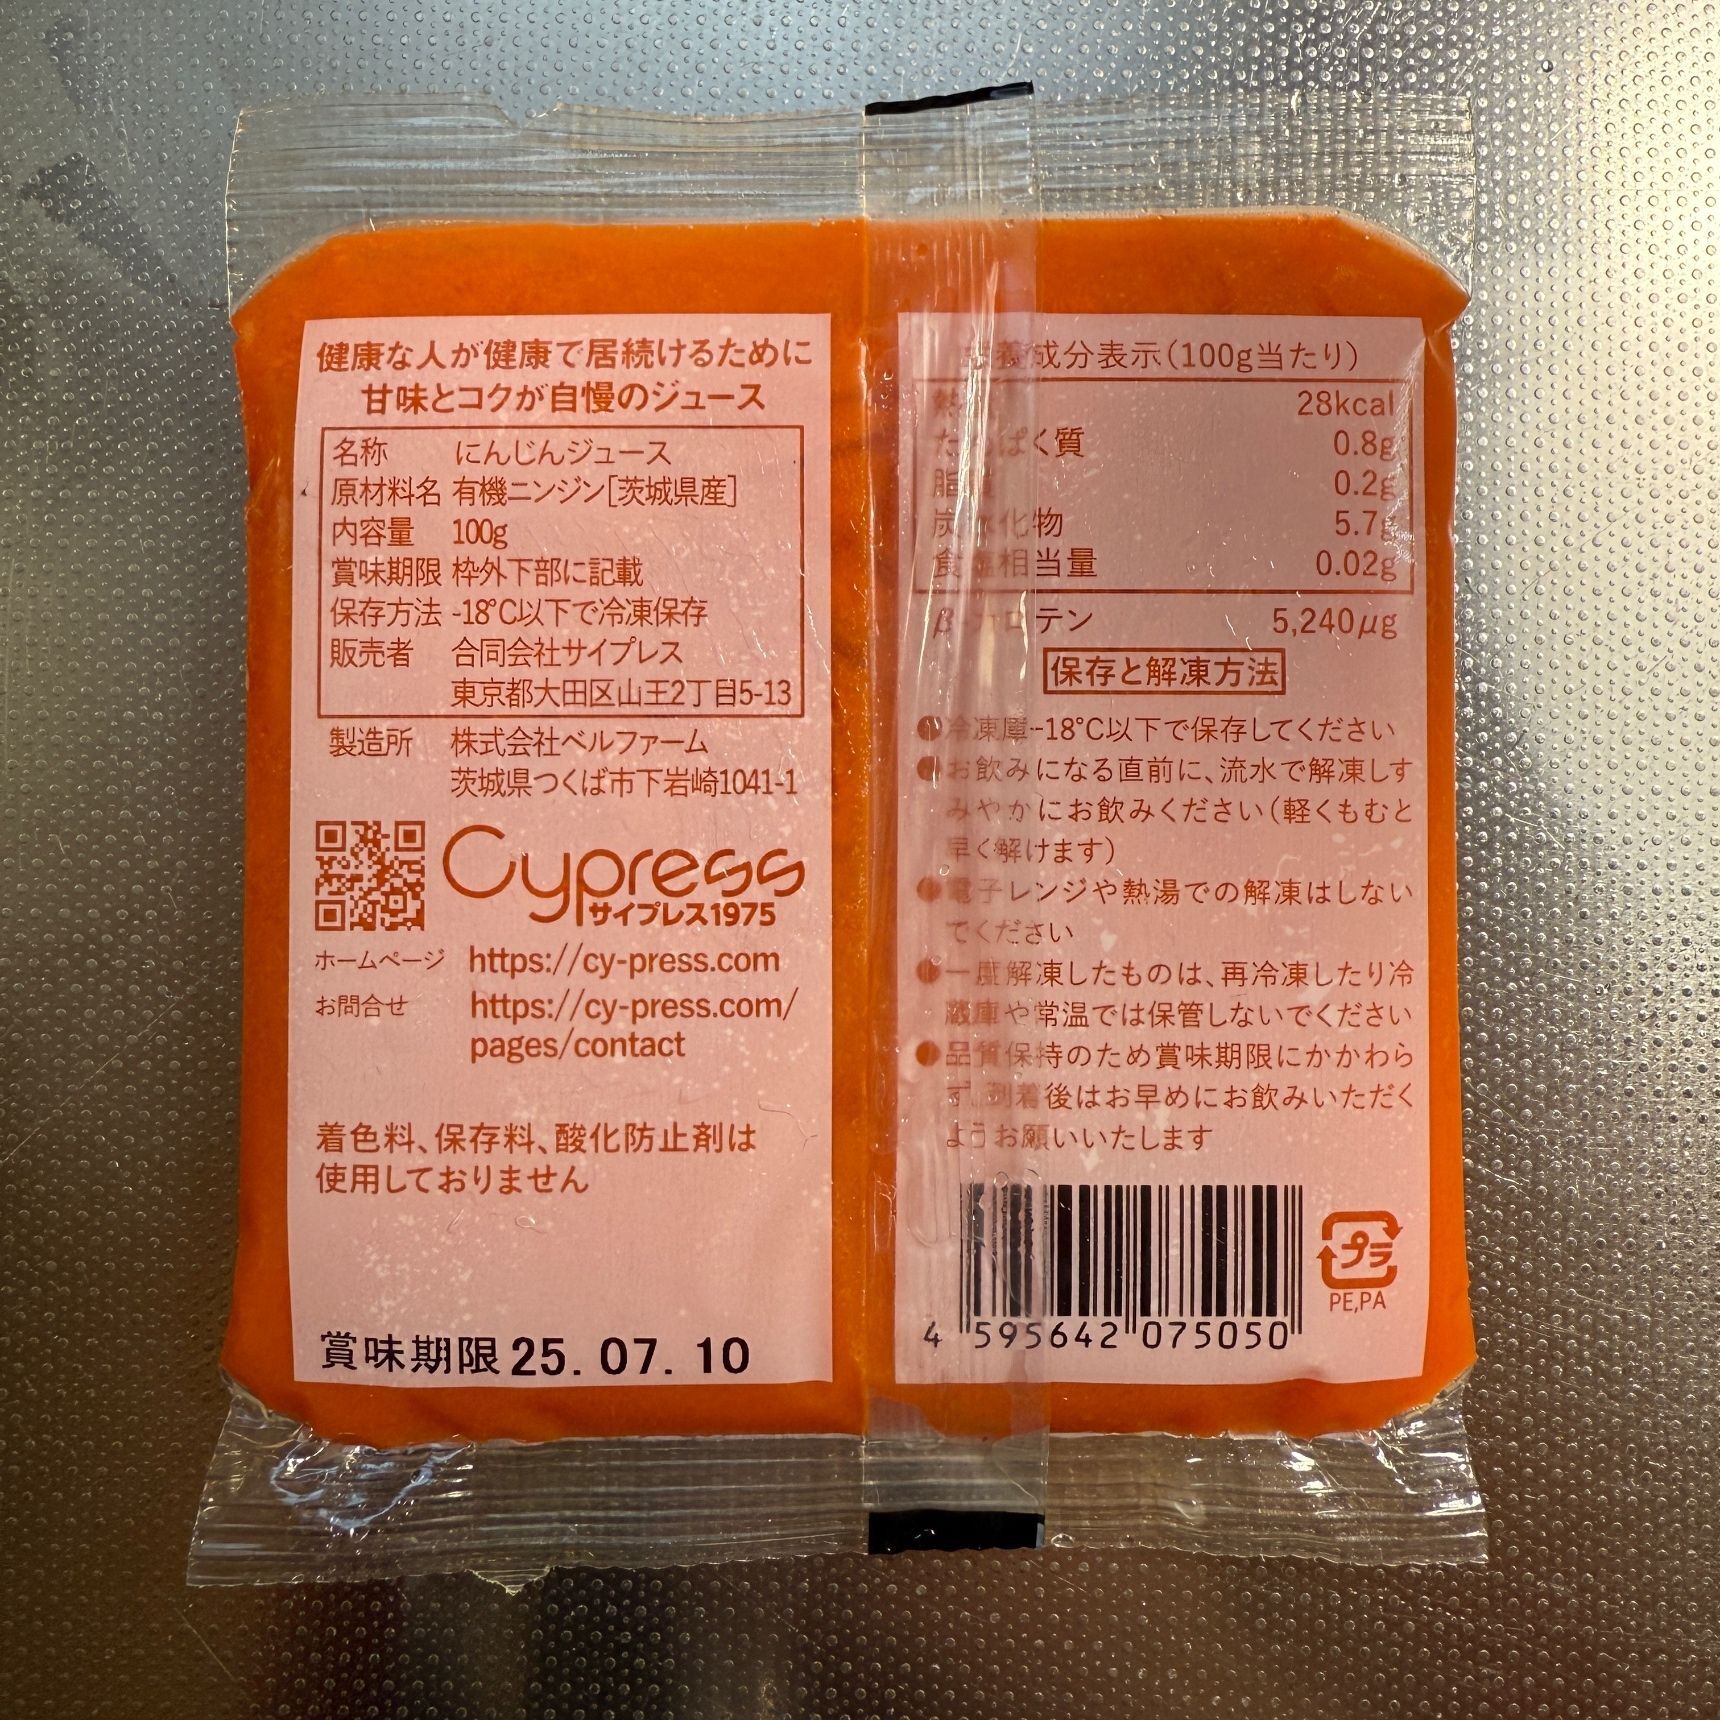 健康な人が健康で居続けるために
甘味とコクが自慢のジュース
名称 にんじんジュース
原材料名 有機ニンジン[茨城県産]
内容量 100g
賞味期限 枠外下部に記載
保存方法 -18℃以下で冷凍保存
販売者 合同会社サイプレス
東京都大田区山王2丁目5-13
製造所 株式会社ベルファーム
茨城県つくば市下岩崎1041-1
Cypress
サイプレス1975
ホームページ https://cy-press.com
お問合せ https://cy-press.com/
pages/contact
着色料、保存料、酸化防止剤は
使用しておりません
賞味期限 25. 07. 10
養成分表示(100g当たり)
28kcal
たんぱく質 0.8g
脂質 0.2g
炭水化物 5.7g
食塩相当量 0.02g
β-カロテン 5,240μg
保存と解凍方法
●冷凍庫-18℃以下で保存してください
●お飲みになる直前に、流水で解凍しす
みやかにお飲みください(軽くもむと
早く解けます)
●電子レンジや熱湯での解凍はしない
でください
●一度解凍したものは、再冷凍したり冷
蔵庫や常温では保管しないでください
●品質保持のため賞味期限にかかわら
ず、到着後はお早めにお飲みいただく
ようお願いいたします
4 595642 075050
プラ
PE,PA